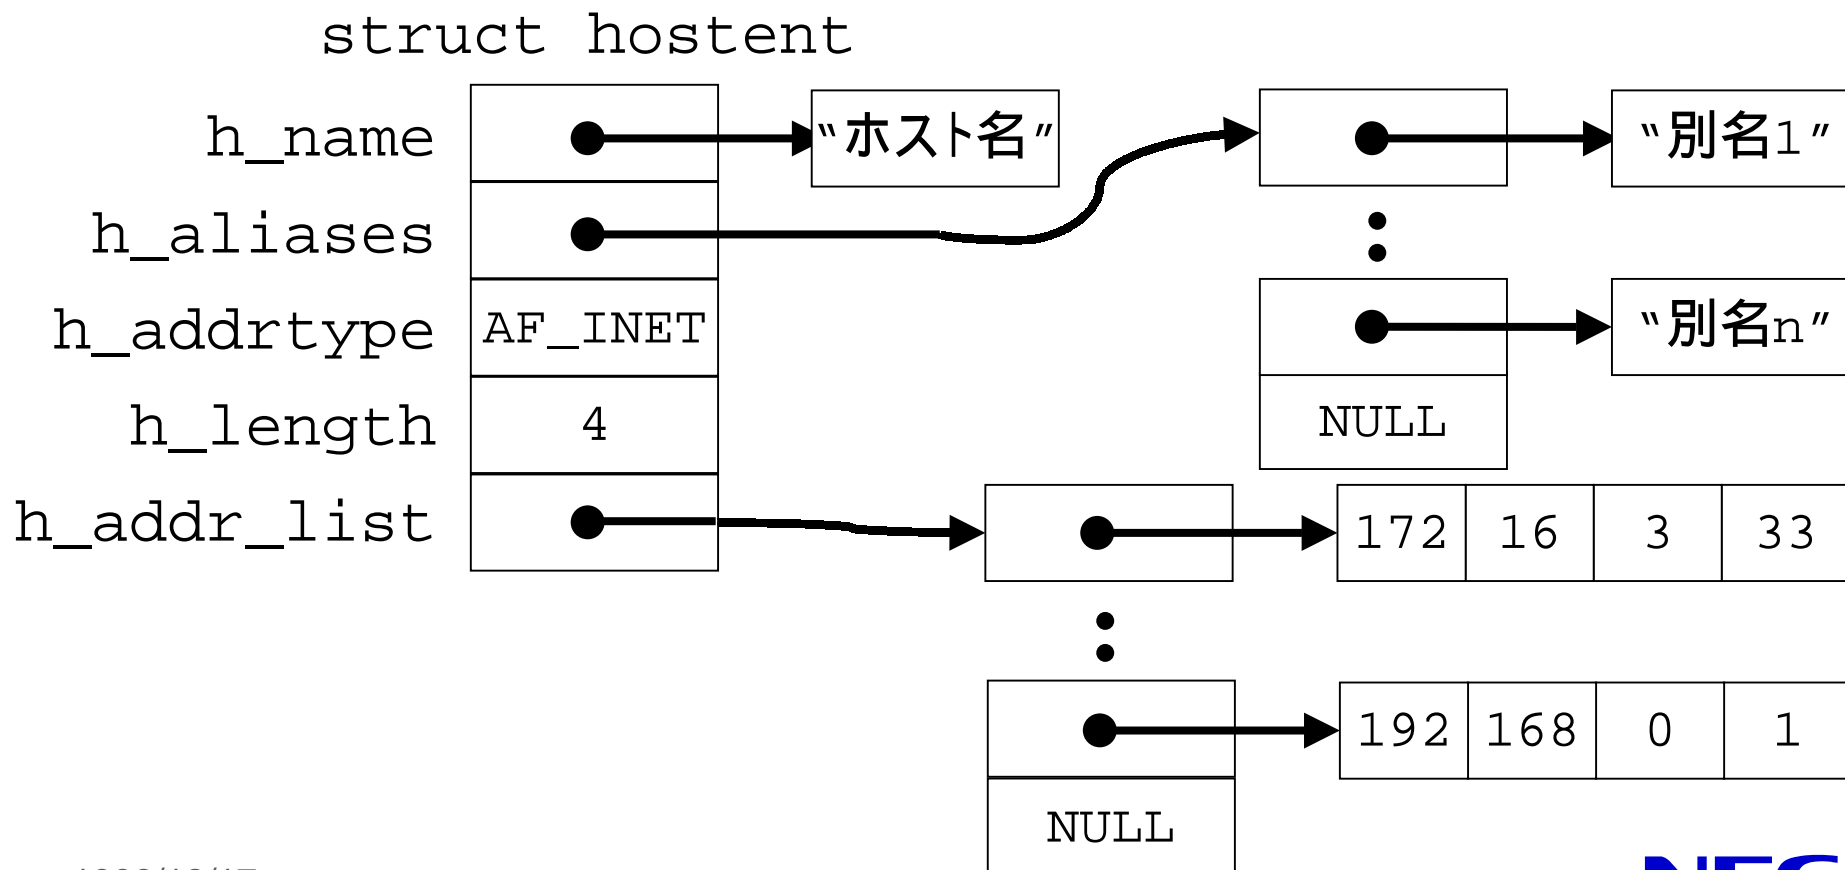 struct hostent
h_name
“ホスト名”
“別名1”
h_aliases
h_addrtype
AF_INET
“別名n”
h_length
4
NULL
h_addr_list
172 16 3 33
192 168 0 1
NULL